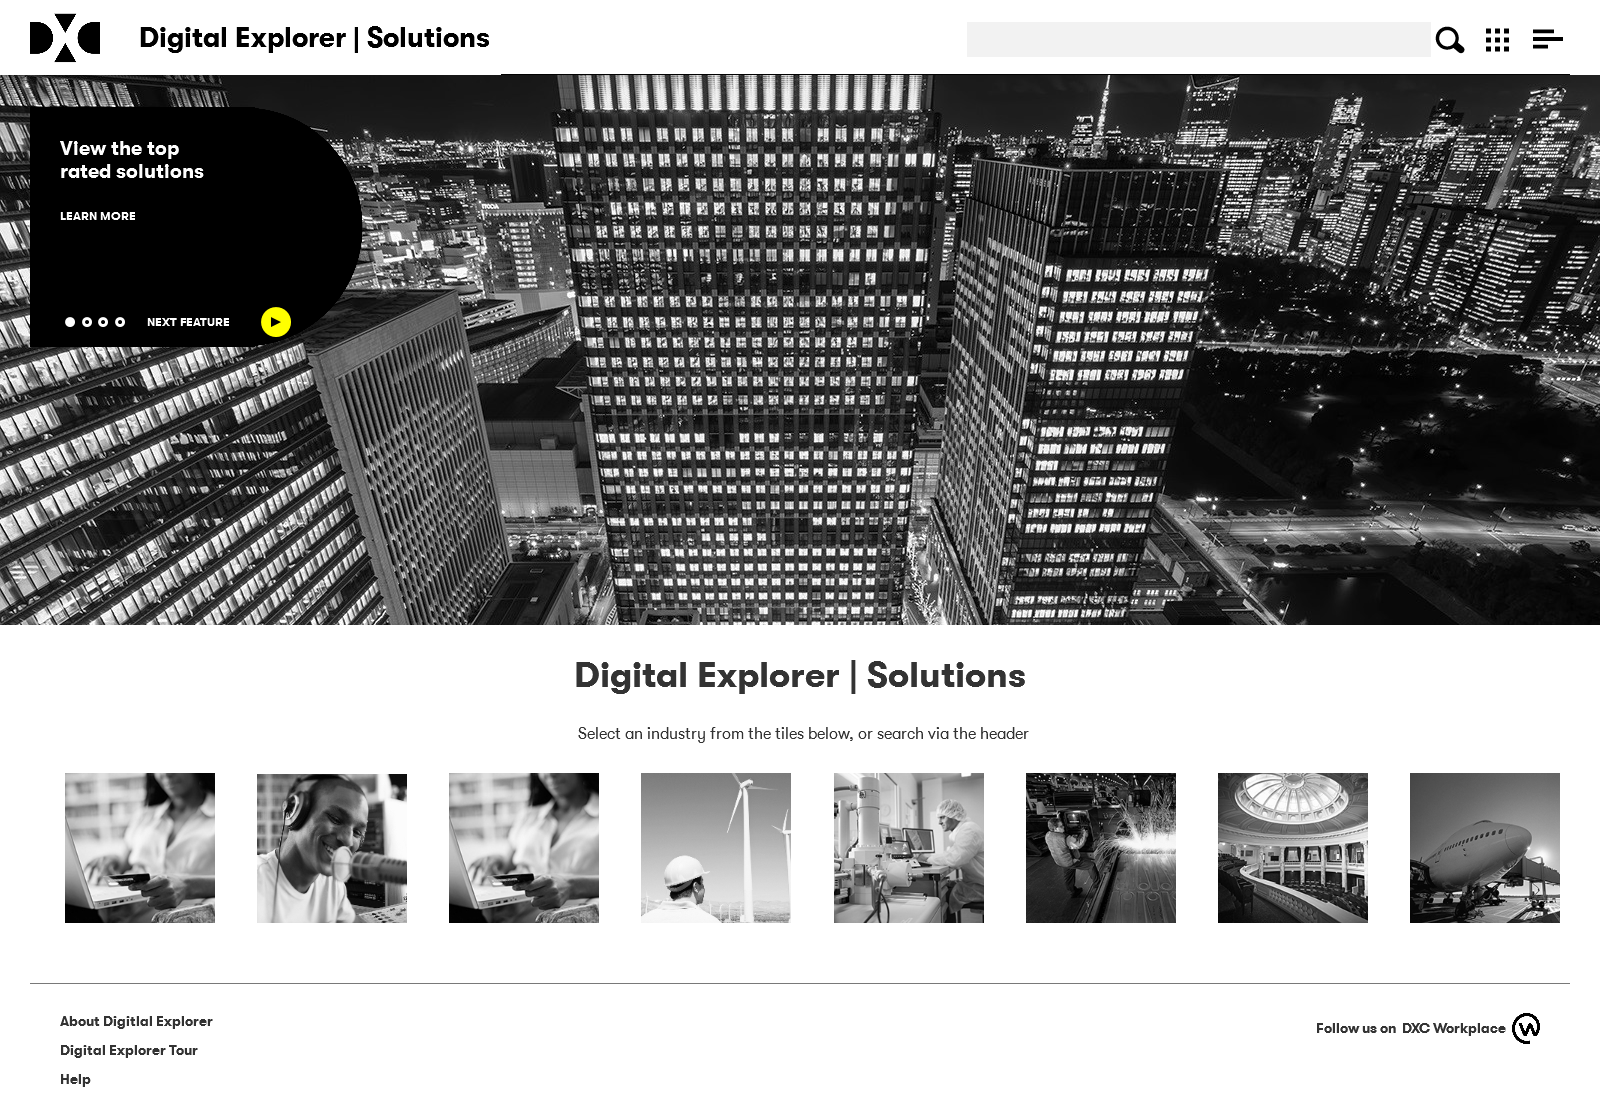 DXC
Digital Explorer | Solutions
View the top
rated solutions
LEARN MORE
NEXT FEATURE
Digital Explorer | Solutions
Select an industry from the tiles below, or search via the header
About Digitlal Explorer
Digital Explorer Tour
Help
Follow us on DXC Workplace